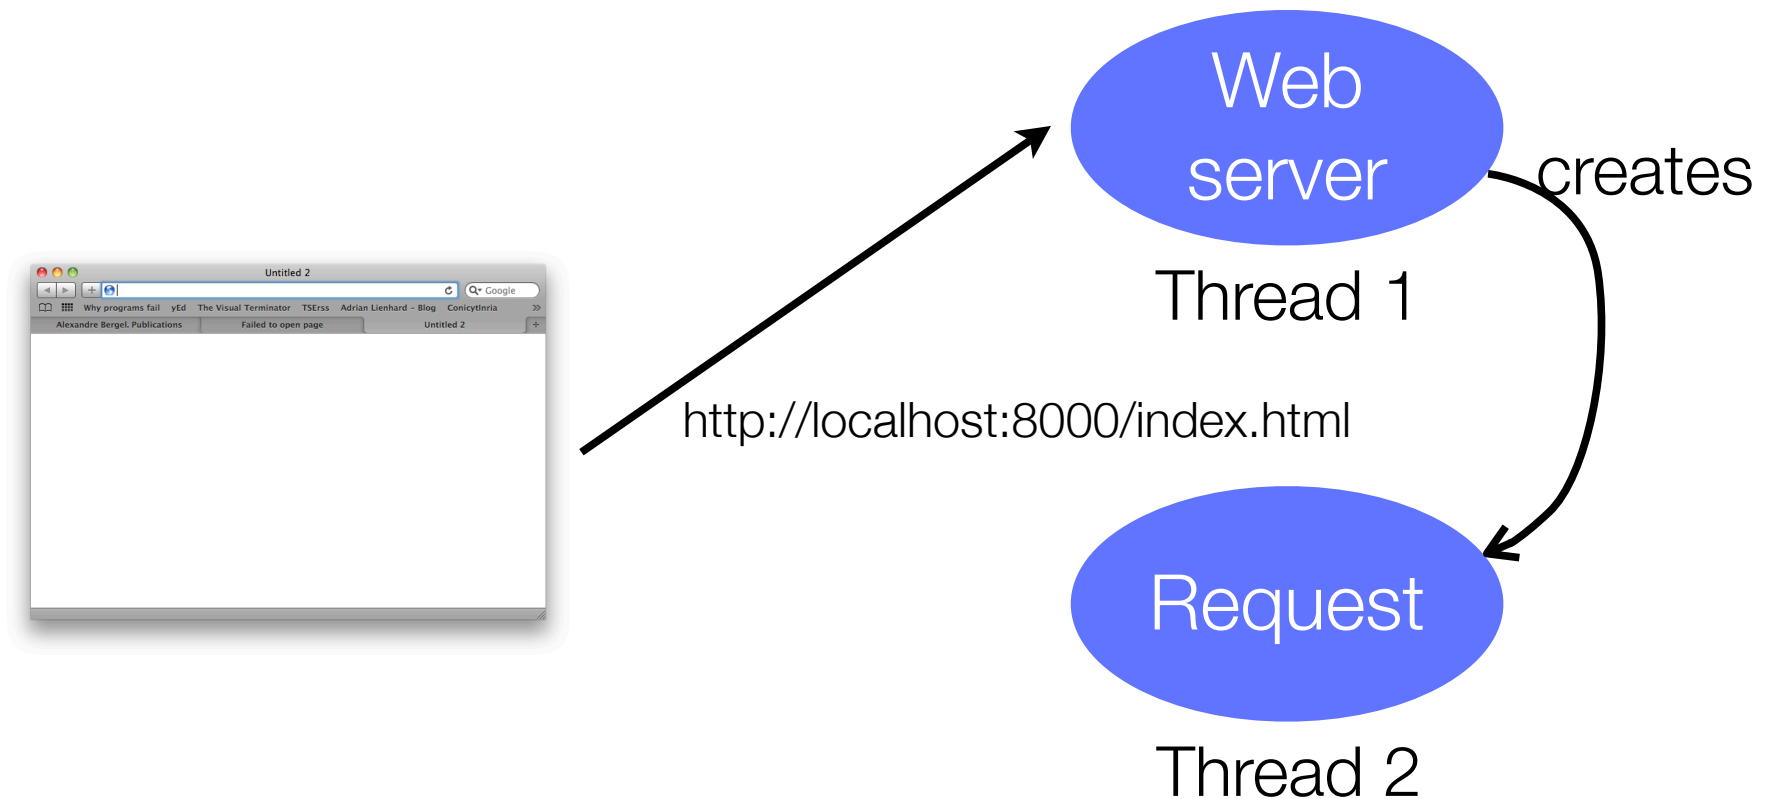 Web
server
creates
Thread 1
Untitled 2
Google
Why programs fail yEd The Visual Terminator TSErss Adrian Lienhard – Blog ConicytInria
Alexandre Bergel. Publications Failed to open page Untitled 2
http://localhost:8000/index.html
Request
Thread 2